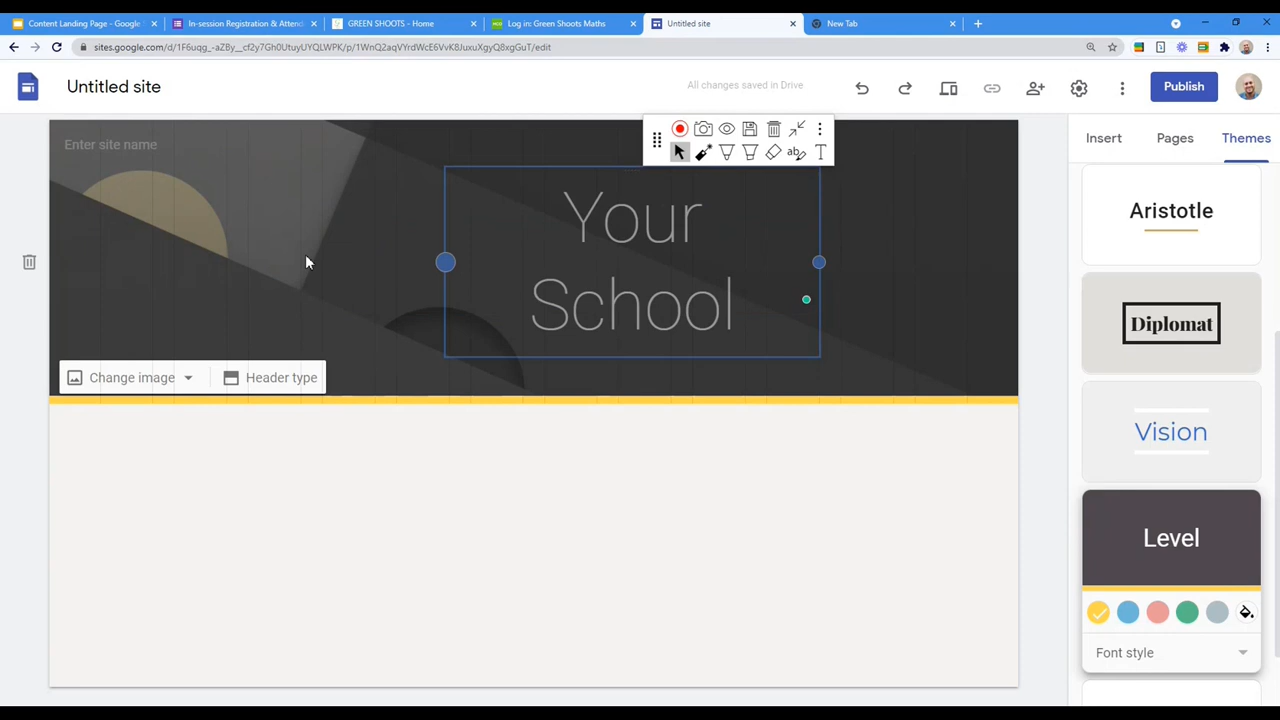 Content Landing Page - Google S
In-session Registration & Attend
GREEN SHOOTS - Home
Log in: Green Shoots Maths
Untitled site
New Tab
sites.google.com/d/1F6uqg_-aZBy__cf2y7Gh0UtuyUYQLWPK/p/1WnQ2aqVYrdWcE6VvK8JuxuXgyQ8xgGuT/edit
Untitled site
All changes saved in Drive
Publish
Enter site name
Your
School
Change image
Header type
Insert
Pages
Themes
Aristotle
Diplomat
Vision
Level
Font style